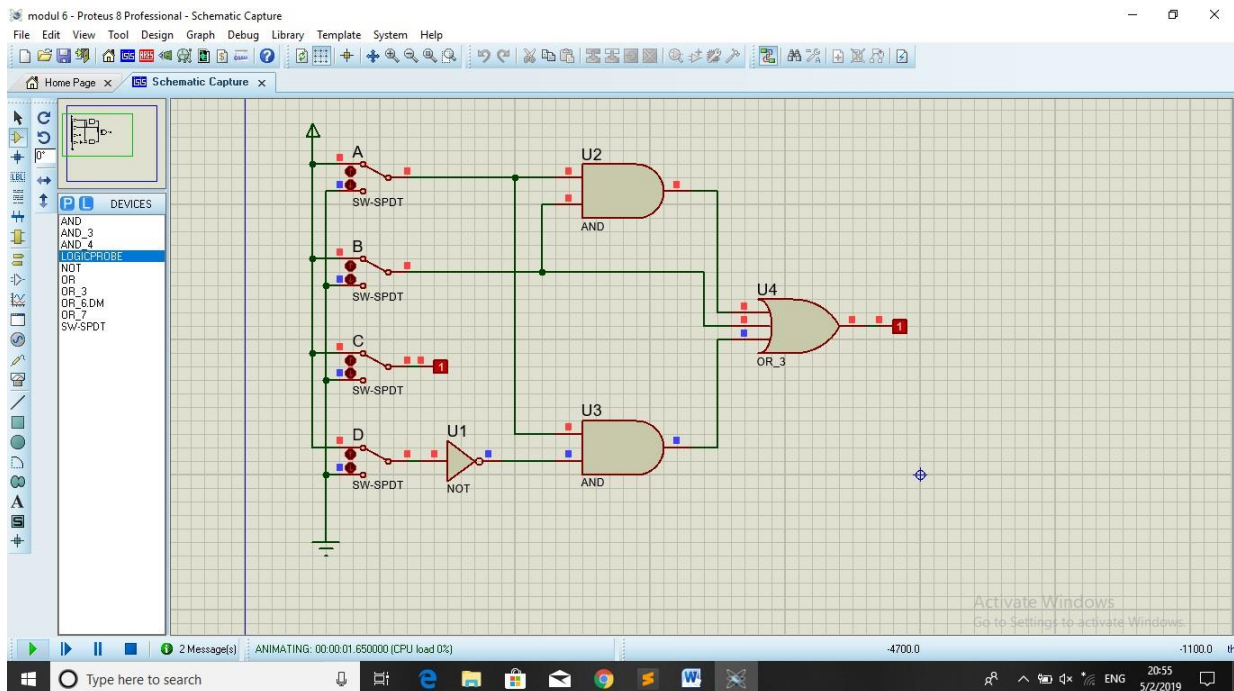 modul 6 - Proteus 8 Professional - Schematic Capture
File Edit View Tool Design Graph Debug Library Template System Help
Home Page Schematic Capture
0°
LBL
P L DEVICES
AND
AND_3
AND_4
LOGICPROBE
NOT
OR
OR_3
OR_6.DM
OR_7
SW-SPDT
A
SW-SPDT
B
SW-SPDT
C
1
SW-SPDT
D
SW-SPDT
U1
NOT
U2
AND
U3
AND
U4
1
OR_3
Activate Windows
Go to Settings to activate Windows.
2 Message(s) ANIMATING: 00:00:01.650000 (CPU load 0%) -4700.0 -1100.0 th
Type here to search
ENG
20:55
5/2/2019